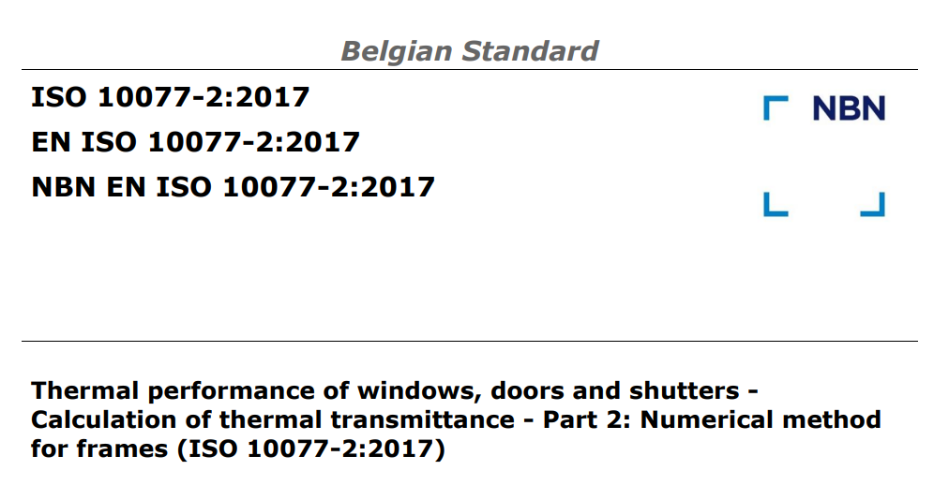 Belgian Standard
ISO 10077-2:2017
NBN
EN ISO 10077-2:2017
NBN EN ISO 10077-2:2017
Thermal performance of windows, doors and shutters -
Calculation of thermal transmittance - Part 2: Numerical method
for frames (ISO 10077-2:2017)